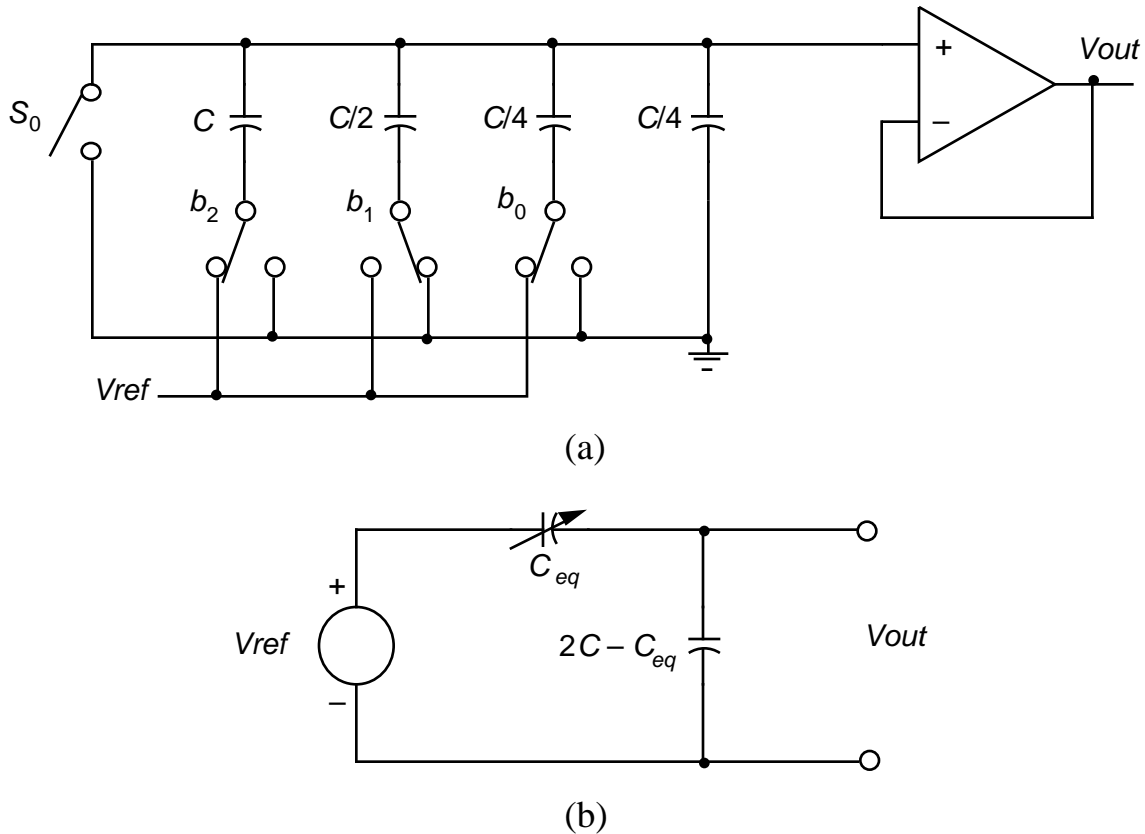 Vout
+
S0
C
C/2
C/4
C/4
–
b2
b1
b0
Vref
(a)
Ceq
+
Vref
2C – Ceq
Vout
–
(b)